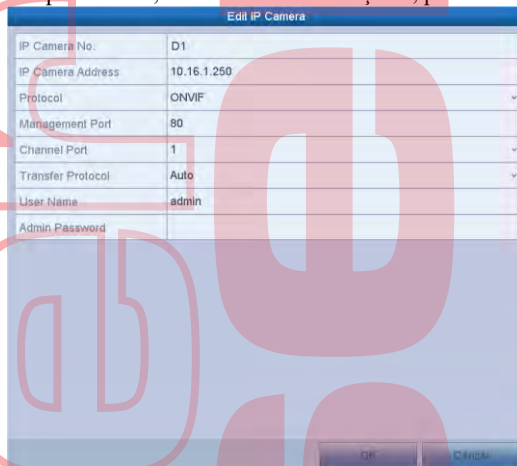 Edit IP Camera
IP Camera No. D1
IP Camera Address 10.16.1.250
Protocol ONVIF
Management Port 80
Channel Port 1
Transfer Protocol Auto
User Name admin
Admin Password
OK Cancel